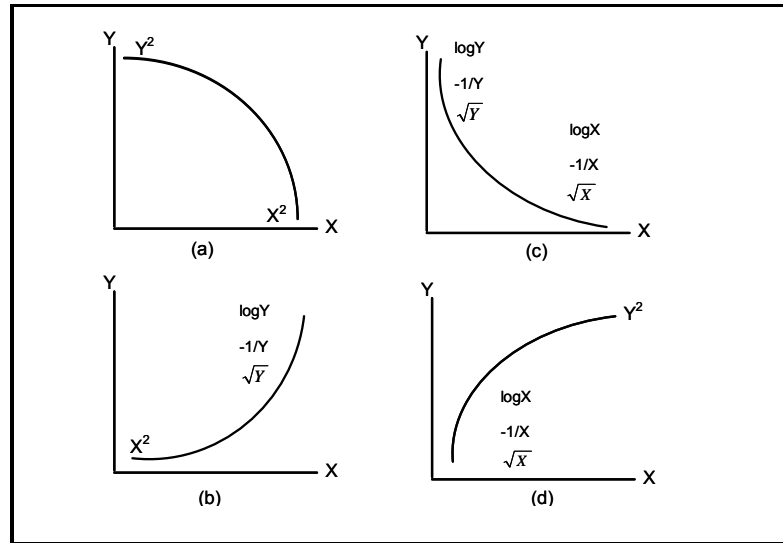 Y
Y²
X²
X
(a)
Y
logY
-1/Y
√Y
logX
-1/X
√X
X
(c)
Y
logY
-1/Y
√Y
X²
X
(b)
Y
Y²
logX
-1/X
√X
X
(d)